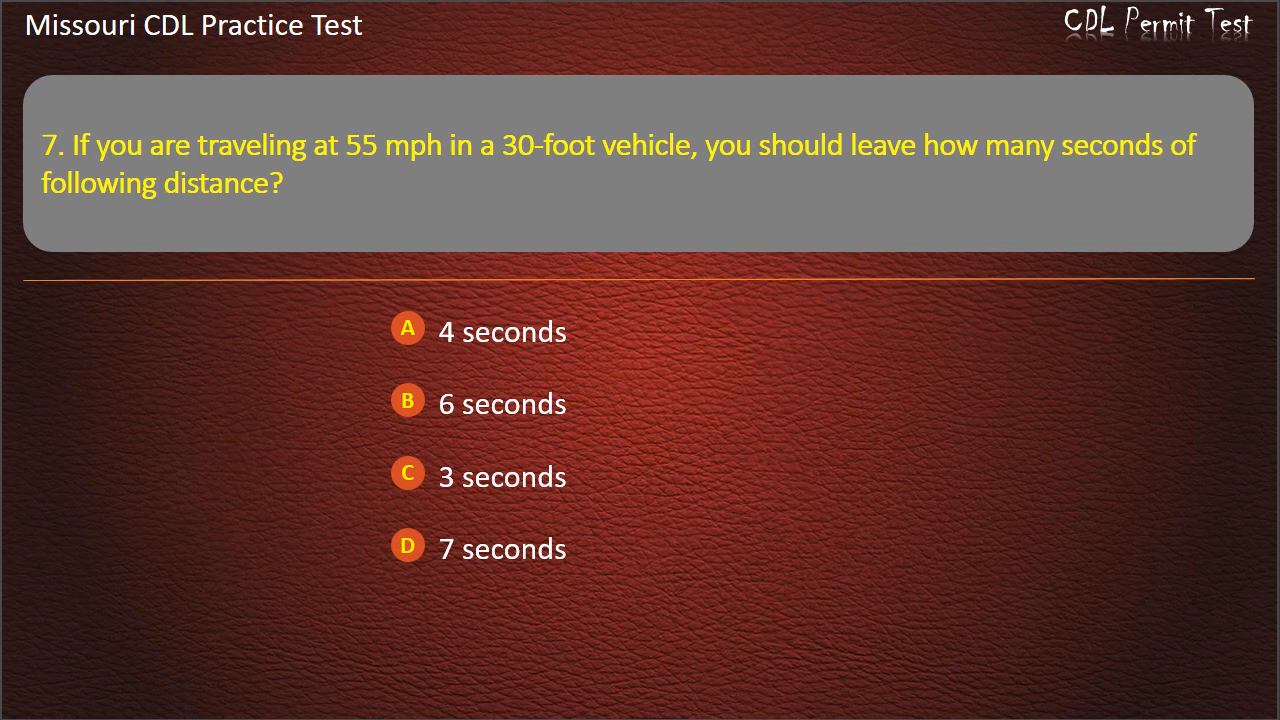 Missouri CDL Practice Test
CDL Permit Test
7. If you are traveling at 55 mph in a 30-foot vehicle, you should leave how many seconds of
following distance?
A 4 seconds
B 6 seconds
C 3 seconds
D 7 seconds